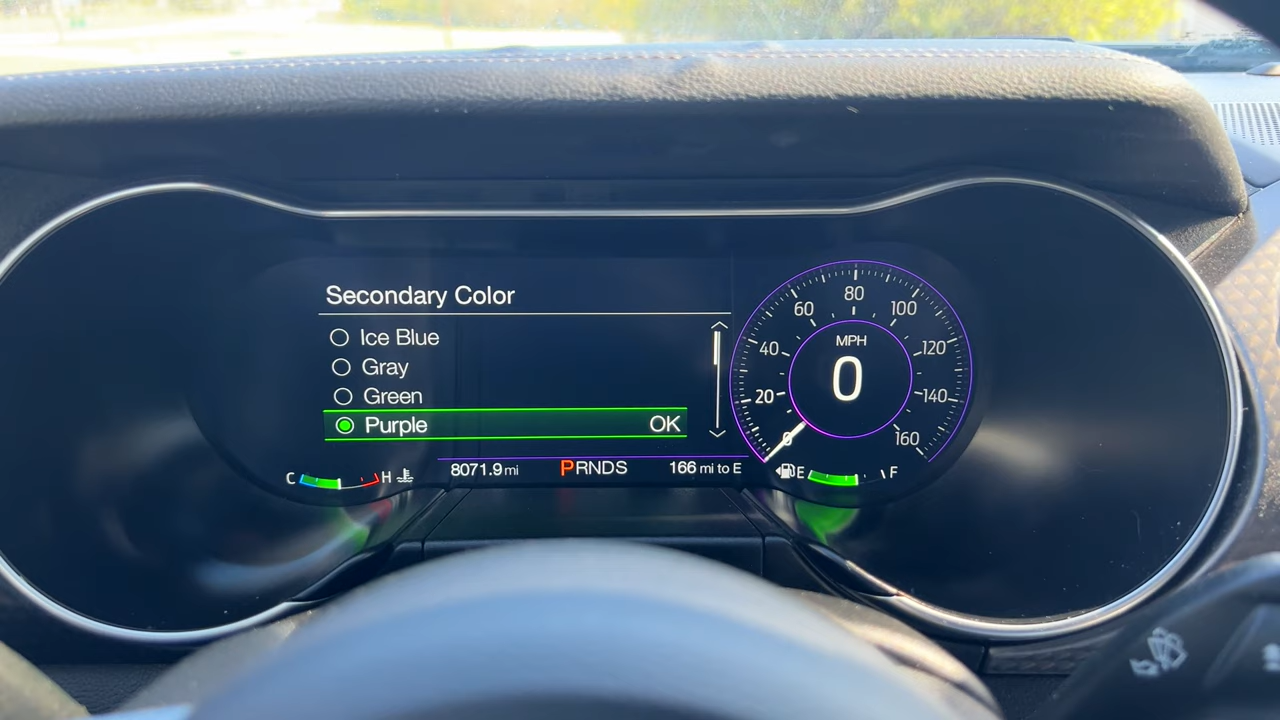 Secondary Color
Ice Blue
Gray
Green
Purple OK
C H
8071.9 mi PRNDS 166 mi to E
E F
MPH
0
0
20
40
60
80
100
120
140
160